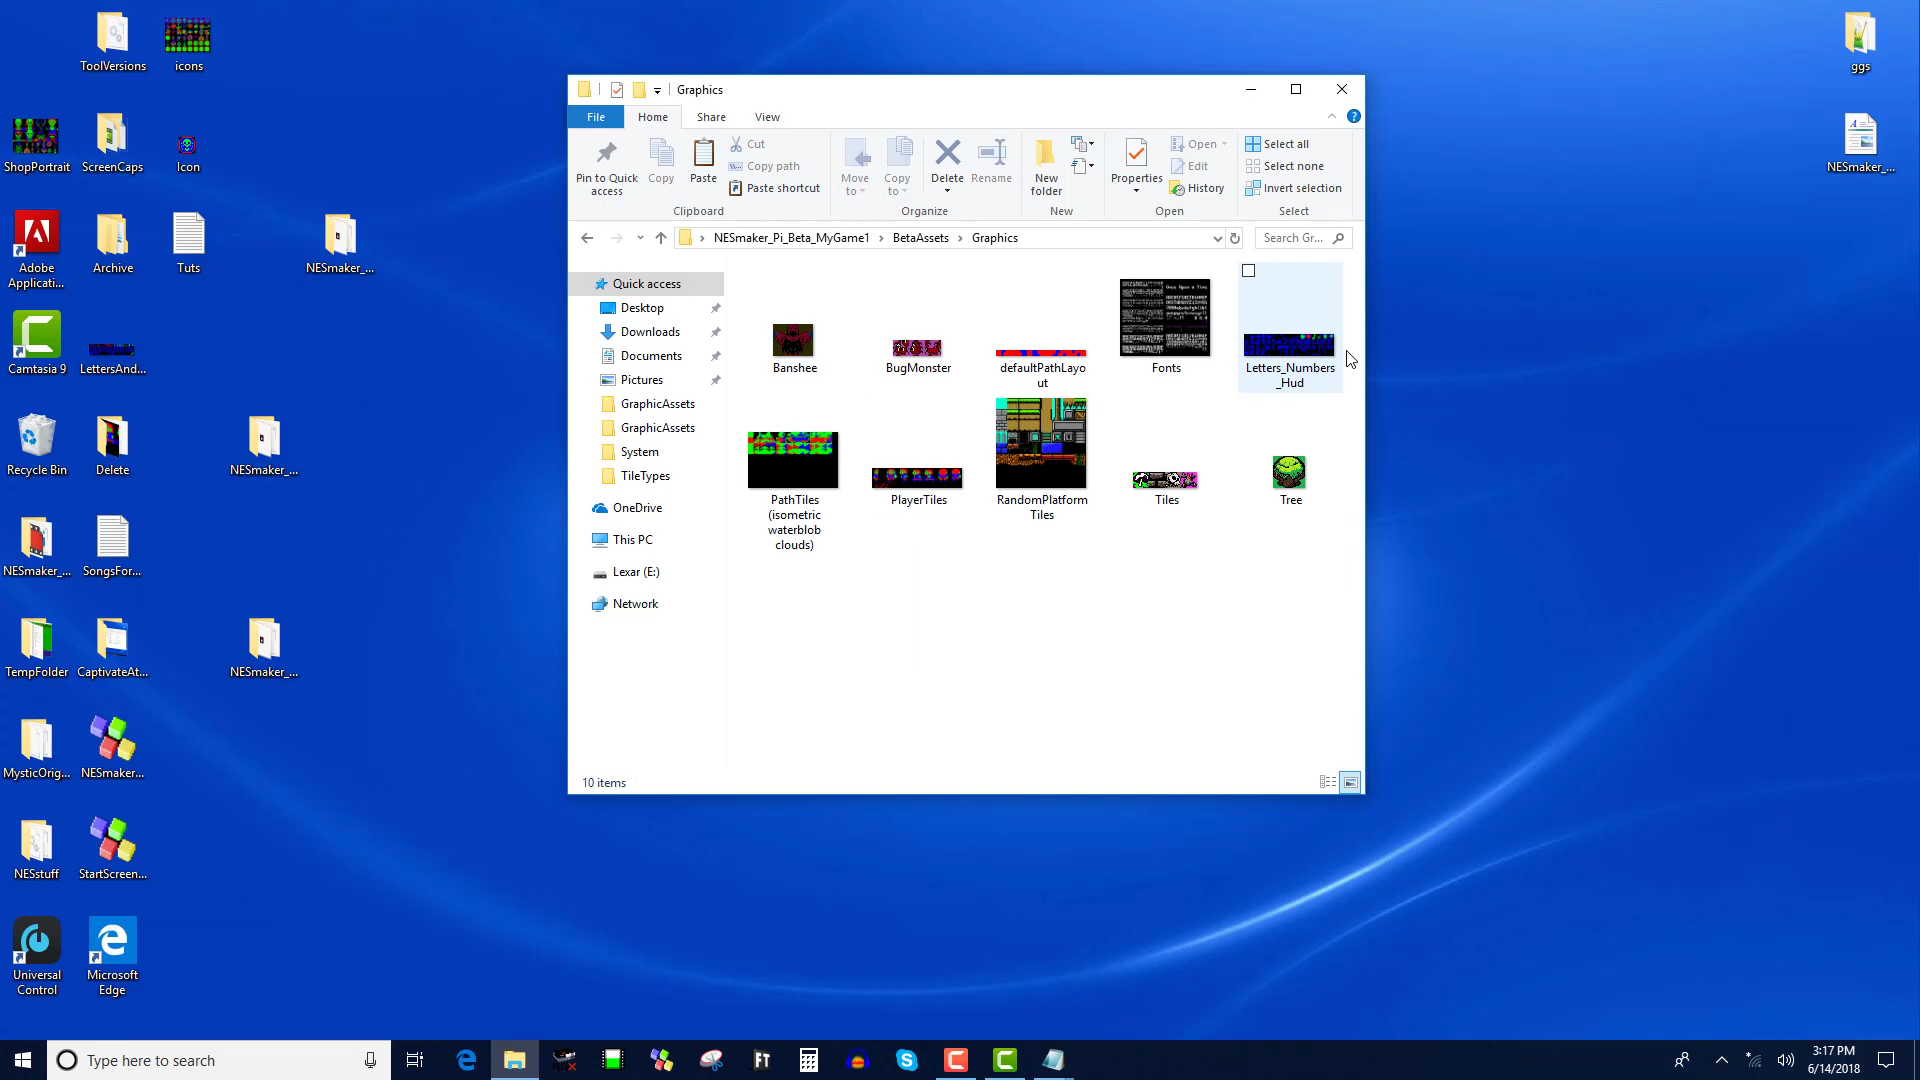 ToolVersions
icons
ShopPortrait
ScreenCaps
Icon
Adobe
Applicati...
Archive
Tuts
NESmaker_...
Camtasia 9
LettersAnd...
Recycle Bin
Delete
NESmaker_...
NESmaker_...
SongsFor...
TempFolder
CaptivateAt...
NESmaker_...
MysticOrig...
NESmaker...
NESstuff
StartScreen...
Universal
Control
Microsoft
Edge
ggs
NESmaker_...
Graphics
File
Home
Share
View
Pin to Quick
access
Copy
Paste
Cut
Copy path
Paste shortcut
Clipboard
Move
to
Copy
to
Delete
Rename
Organize
New
folder
New
Properties
Open
Edit
History
Open
Select all
Select none
Invert selection
Select
NESmaker_Pi_Beta_MyGame1 › BetaAssets › Graphics
Search Gr...
Quick access
Desktop
Downloads
Documents
Pictures
GraphicAssets
GraphicAssets
System
TileTypes
OneDrive
This PC
Lexar (E:)
Network
Banshee
BugMonster
defaultPathLayo
ut
Once Upon a Time
Fonts
Letters_Numbers
_Hud
PathTiles
(isometric
waterblob
clouds)
PlayerTiles
RandomPlatform
Tiles
Tiles
Tree
10 items
Type here to search
FT
3:17 PM
6/14/2018